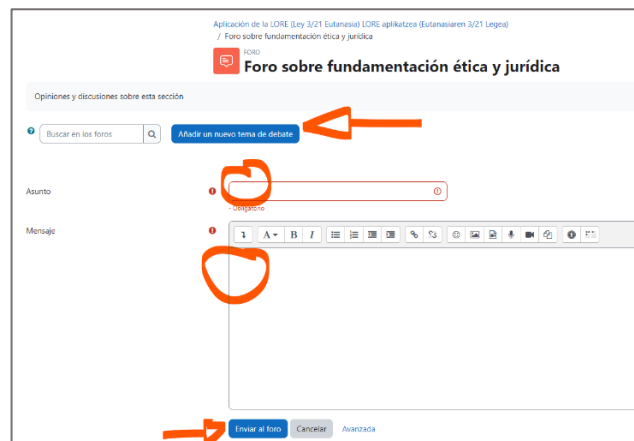 Aplicación de la LORE (Ley 3/21 Eutanasia) LORE aplikatzea (Eutanasiaren 3/21 Legea)
/ Foro sobre fundamentación ética y jurídica
FORO
Foro sobre fundamentación ética y jurídica
Opiniones y discusiones sobre esta sección
Buscar en los foros
Añadir un nuevo tema de debate
Asunto
- Obligatorio
Mensaje
A B I
Enviar al foro Cancelar Avanzada